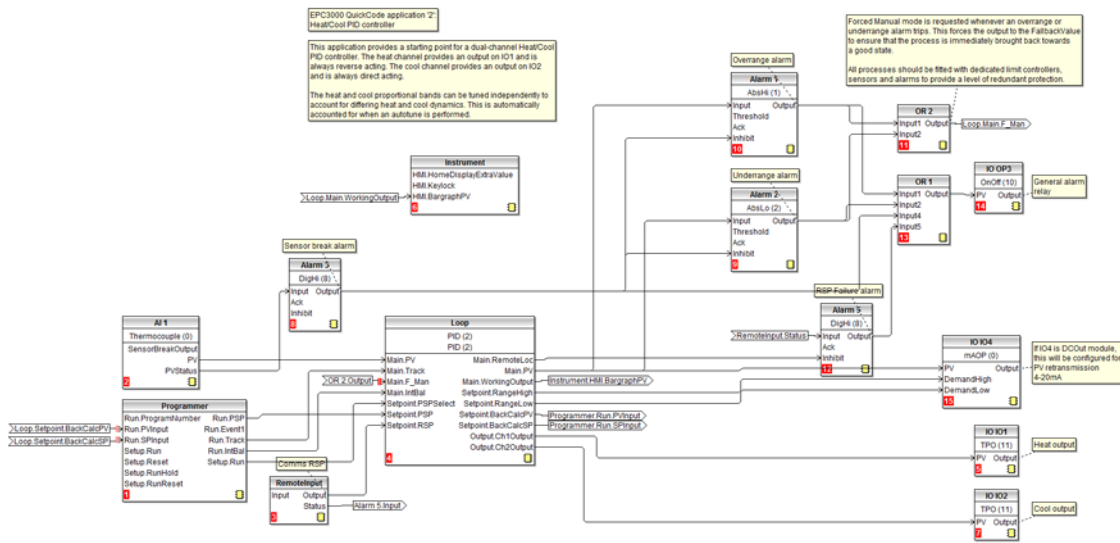 EPC3000 QuickCode application '2':
Heat/Cool PID controller
This application provides a starting point for a dual-channel Heat/Cool
PID controller. The heat channel provides an output on IO1 and is
always reverse acting. The cool channel provides an output on IO2
and is always direct acting.
The heat and cool proportional bands can be tuned independently to
account for differing heat and cool dynamics. This is automatically
accounted for when an autotune is performed.
Forced Manual mode is requested whenever an overrange or
underrange alarm trips. This forces the output to the FallbackValue
to ensure that the process is immediately brought back towards
a good state.
All processes should be fitted with dedicated limit controllers,
sensors and alarms to provide a level of redundant protection.
Overrange alarm
Alarm 1
AbsHi (1)
Input Output
Threshold
Ack
Inhibit
10
OR 2
Input1 Output
Input2
11
Loop.Main.F_Man
Instrument
HMI.HomeDisplayExtraValue
HMI.Keylock
HMI.BargraphPV
6
Loop.Main.WorkingOutput
Underrange alarm
Alarm 2
AbsLo (2)
Input Output
Threshold
Ack
Inhibit
9
OR 1
Input1 Output
Input2
Input4
Input5
13
IO OP3
OnOff (10)
PV Output
14
General alarm
relay
Sensor break alarm
Alarm 3
DigHi (8)
Input Output
Ack
Inhibit
8
RSP Failure alarm
Alarm 5
DigHi (8)
Input Output
Ack
Inhibit
12
RemoteInput.Status
AI 1
Thermocouple (0)
SensorBreakOutput
PV
PVStatus
2
Loop
PID (2)
PID (2)
Main.PV Main.RemoteLoc
Main.Track Main.PV
Main.F_Man Main.WorkingOutput
Main.IntBal Setpoint.RangeHigh
Setpoint.PSPSelect Setpoint.RangeLow
Setpoint.PSP Setpoint.BackCalcPV
Setpoint.RSP Setpoint.BackCalcSP
Output.Ch1Output
Output.Ch2Output
4
OR 2.Output
Instrument.HMI.BargraphPV
Programmer.Run.PVInput
Programmer.Run.SPInput
IO IO4
mAOP (0)
PV Output
DemandHigh
DemandLow
15
If IO4 is DCOut module,
this will be configured for
PV retransmission
4-20mA
Programmer
Run.ProgramNumber Run.PSP
Run.PVInput Run.Event1
Run.SPInput Run.Track
Setup.Run Run.IntBal
Setup.Reset Setup.Run
Setup.RunHold
Setup.RunReset
1
Loop.Setpoint.BackCalcPV
Loop.Setpoint.BackCalcSP
Comms RSP
RemoteInput
Input Output
Status
3
Alarm 5.Input
IO IO1
TPO (11)
PV Output
5
Heat output
IO IO2
TPO (11)
PV Output
7
Cool output